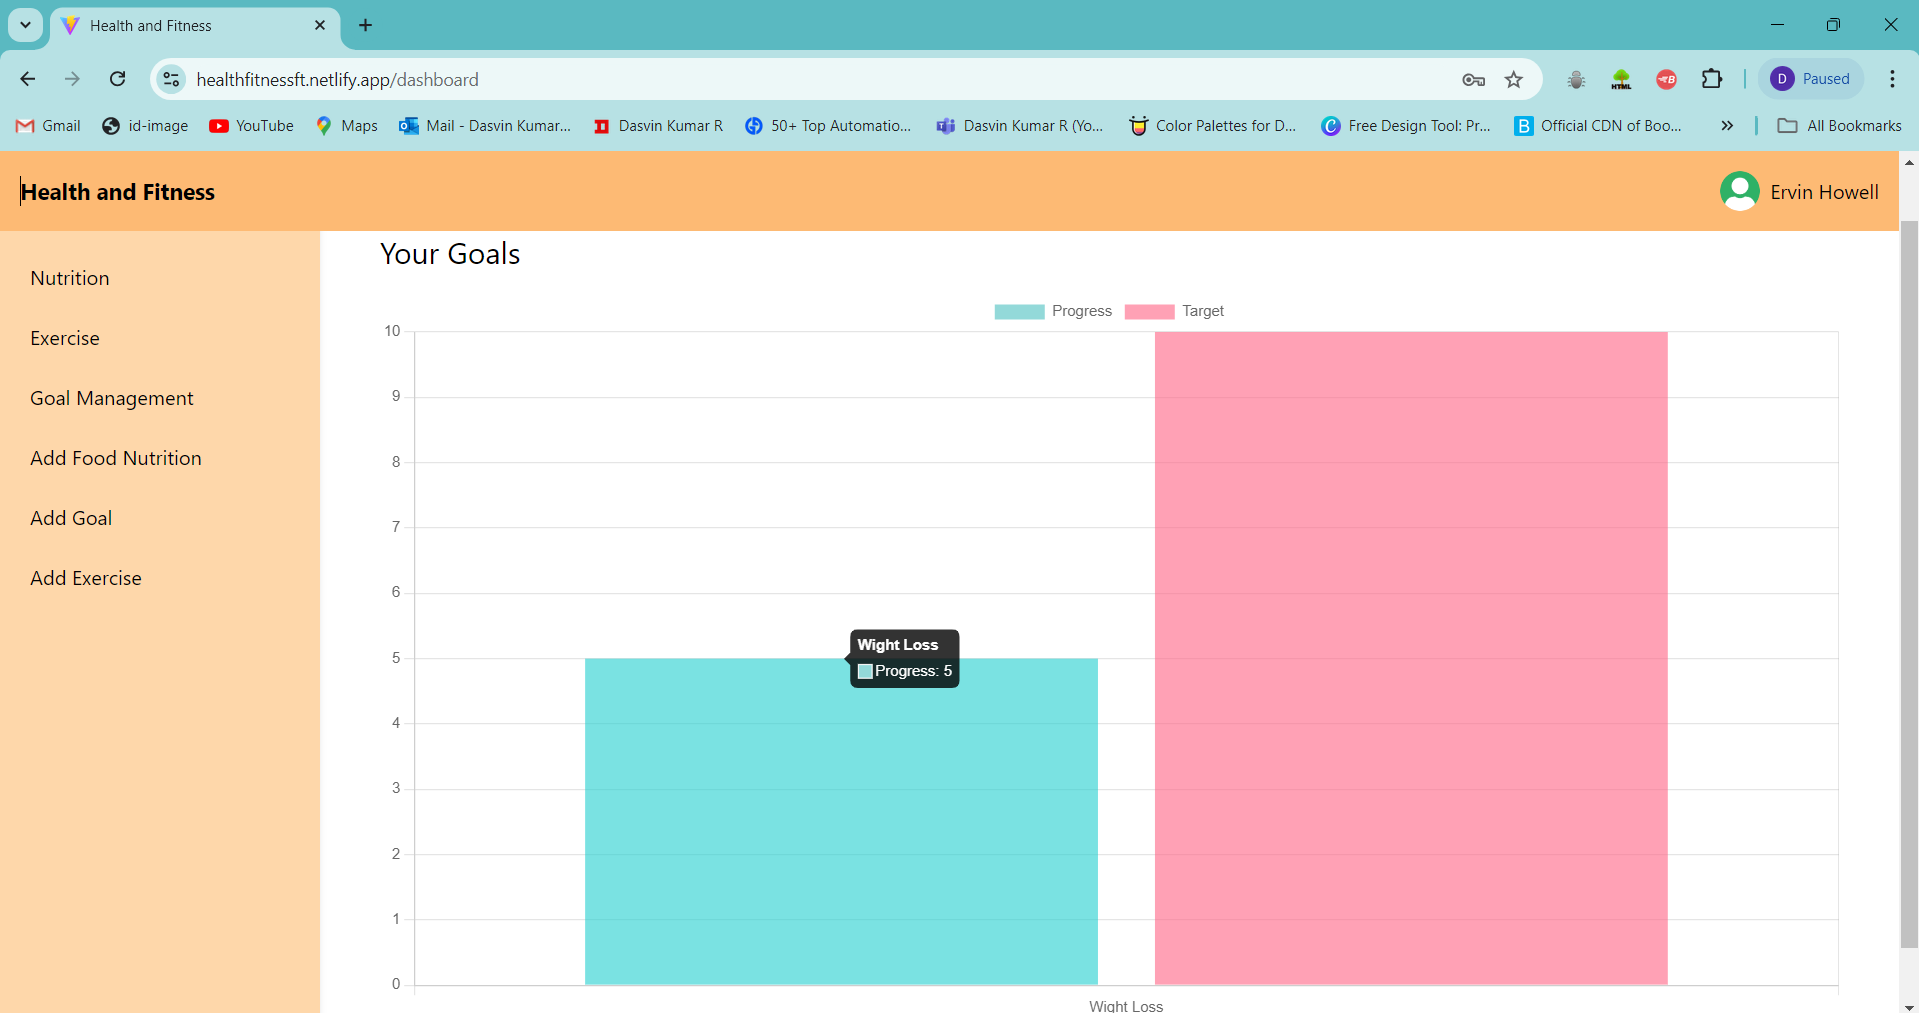 Health and Fitness
healthfitnessft.netlify.app/dashboard
D Paused
Gmail id-image YouTube Maps Mail - Dasvin Kumar... Dasvin Kumar R 50+ Top Automatio... Dasvin Kumar R (Yo... Color Palettes for D... Free Design Tool: Pr... Official CDN of Boo... All Bookmarks
Health and Fitness
Ervin Howell
Nutrition
Exercise
Goal Management
Add Food Nutrition
Add Goal
Add Exercise
Your Goals
Progress Target
10
9
8
7
6
5
4
3
2
1
0
Wight Loss
Progress: 5
Wight Loss